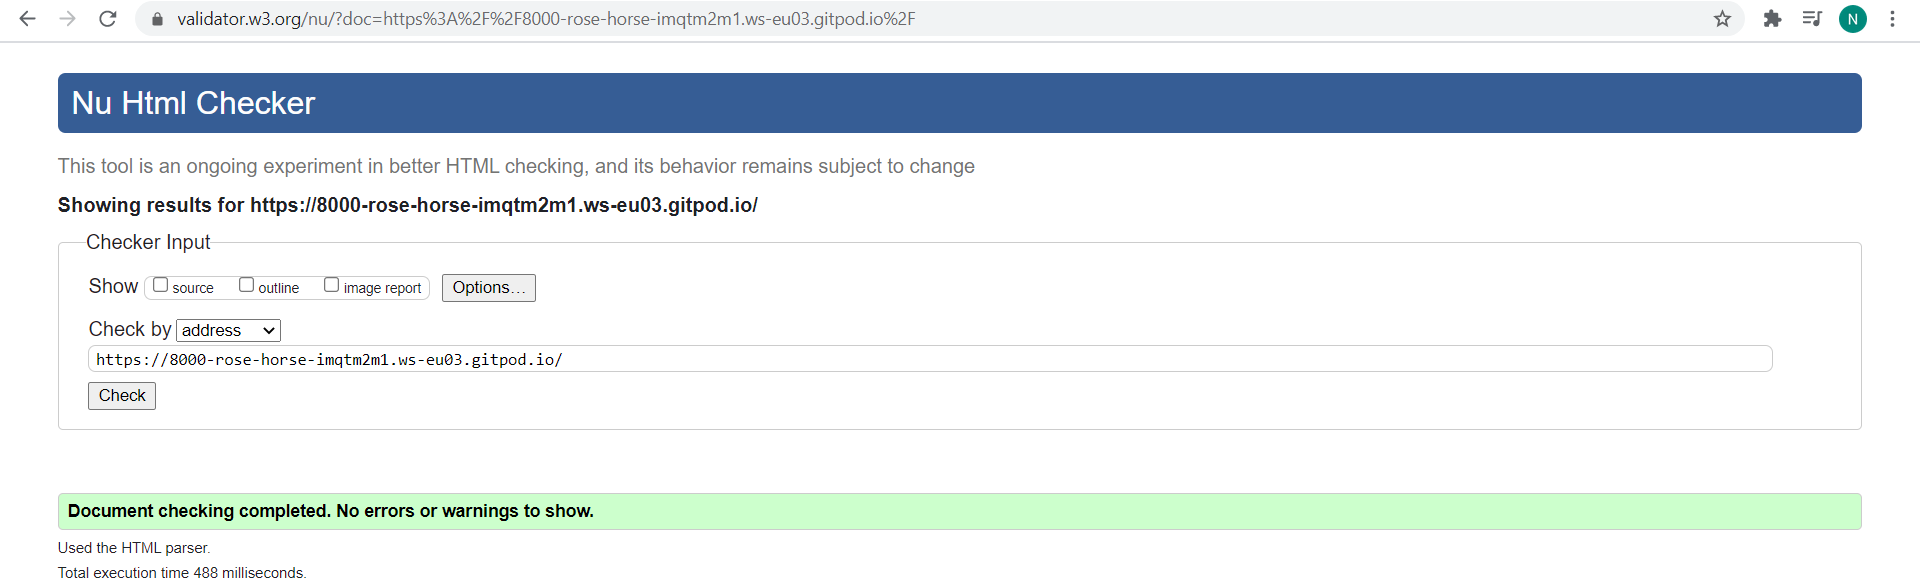 validator.w3.org/nu/?doc=https%3A%2F%2F8000-rose-horse-imqtm2m1.ws-eu03.gitpod.io%2F
N
Nu Html Checker
This tool is an ongoing experiment in better HTML checking, and its behavior remains subject to change
Showing results for https://8000-rose-horse-imqtm2m1.ws-eu03.gitpod.io/
Checker Input
Show source outline image report Options...
Check by address
https://8000-rose-horse-imqtm2m1.ws-eu03.gitpod.io/
Check
Document checking completed. No errors or warnings to show.
Used the HTML parser.
Total execution time 488 milliseconds.